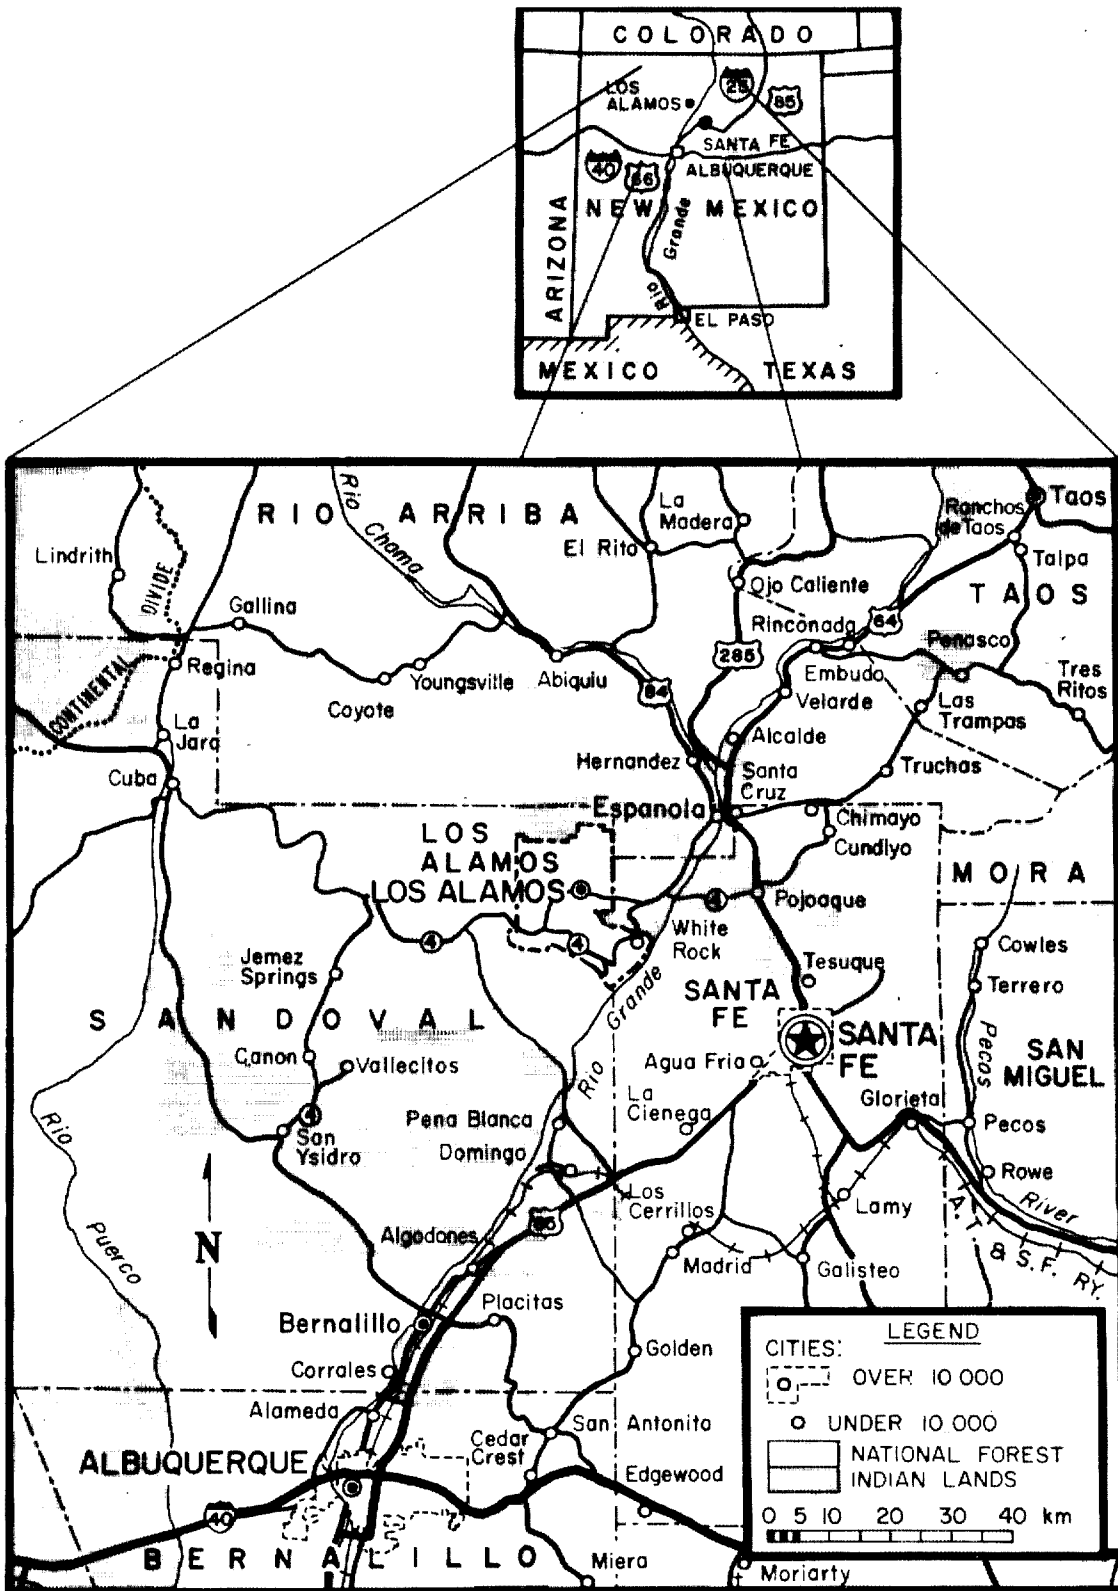 COLORADO
LOS
ALAMOS
25
85
SANTA FE
ALBUQUERQUE
40
66
NEW MEXICO
ARIZONA
Rio Grande
EL PASO
MEXICO
TEXAS
RIO ARRIBA
Rio Chama
La
Madera
Ranchos
de Taos
Taos
El Rito
Lindrith
Talpa
DIVIDE
Ojo Caliente
TAOS
Gallina
Rinconada
64
Penasco
285
CONTINENTAL
Regina
Youngsville
Abiquiu
Embudo
Tres
Ritos
84
Velarde
Las
Trampas
Coyote
La
Jara
Alcalde
Hernandez
Santa
Cruz
Truchas
Cuba
Espanola
Chimayo
LOS
ALAMOS
Cundiyo
LOS ALAMOS
MORA
4
Pojoaque
White
Rock
4
4
Cowles
Jemez
Springs
Tesuque
Terrero
Grande
SANTA
FE
SANDOVAL
SANTA
FE
Pecos
SAN
MIGUEL
Canon
Vallecitos
Agua Fria
Rio
La
Cienega
Glorieta
4
Pena Blanca
Pecos
San
Ysidro
Domingo
Rio
Rowe
Los
Cerrillos
Lamy
River
A. T. & S.F. RY.
85
Algodones
N
Puerco
Madrid
Galisteo
Placitas
Bernalillo
Golden
Corrales
Alameda
San Antonito
Cedar
Crest
ALBUQUERQUE
Edgewood
40
BERNALILLO
Miera
Moriarty
LEGEND
CITIES:
OVER 10 000
UNDER 10 000
NATIONAL FOREST
INDIAN LANDS
0 5 10 20 30 40 km